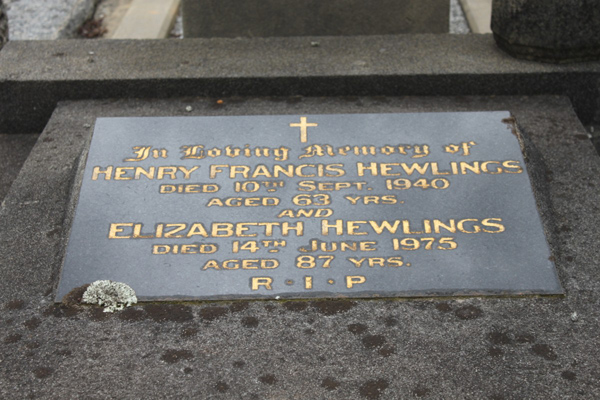 In Loving Memory of
HENRY FRANCIS HEWLINGS
DIED 10TH SEPT. 1940
AGED 63 YRS.
AND
ELIZABETH HEWLINGS
DIED 14TH JUNE 1975
AGED 87 YRS.
R · I · P